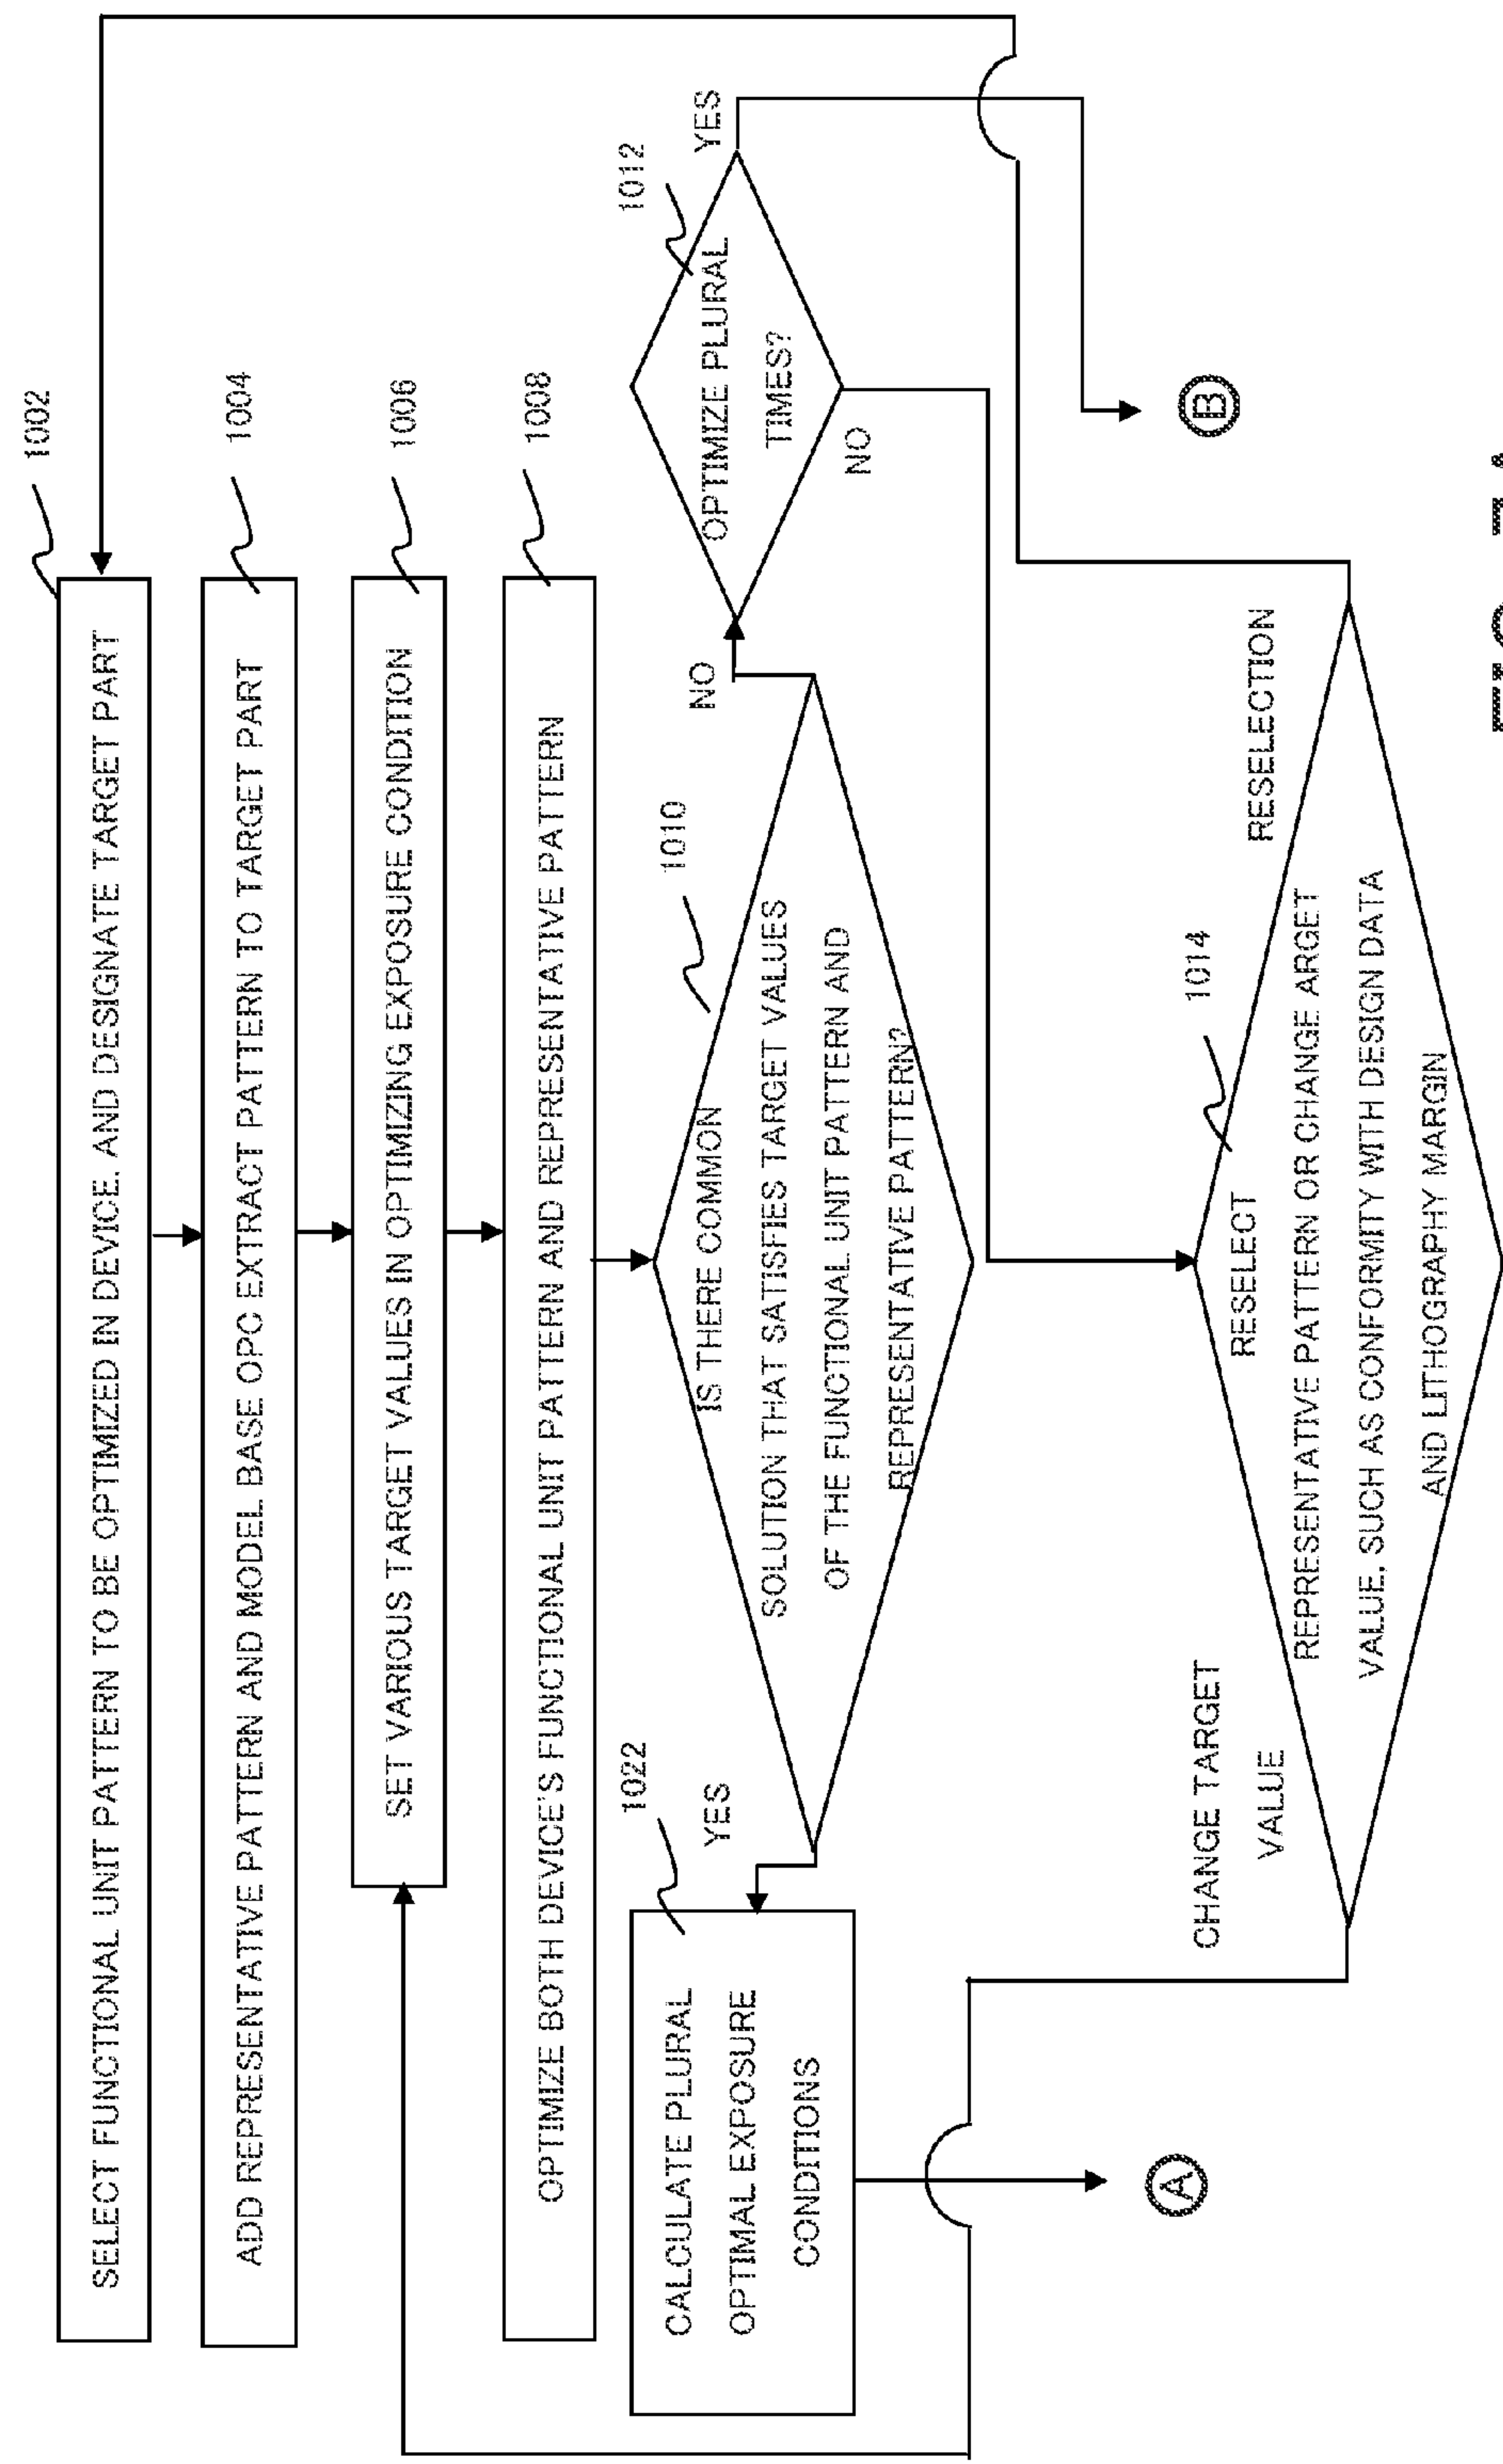 1002
SELECT FUNCTIONAL UNIT PATTERN TO BE OPTIMIZED IN DEVICE, AND DESIGNATE TARGET PART
1004
ADD REPRESENTATIVE PATTERN AND MODEL BASE OPC EXTRACT PATTERN TO TARGET PART
1006
SET VARIOUS TARGET VALUES IN OPTIMIZING EXPOSURE CONDITION
1008
OPTIMIZE BOTH DEVICE'S FUNCTIONAL UNIT PATTERN AND REPRESENTATIVE PATTERN
1022
YES
CALCULATE PLURAL
OPTIMAL EXPOSURE
CONDITIONS
1010
IS THERE COMMON
SOLUTION THAT SATISFIES TARGET VALUES
OF THE FUNCTIONAL UNIT PATTERN AND
REPRESENTATIVE PATTERN?
NO
1012
YES
OPTIMIZE PLURAL
TIMES?
NO
A
B
1014
CHANGE TARGET
VALUE
RESELECT
REPRESENTATIVE PATTERN OR CHANGE ARGET
VALUE, SUCH AS CONFORMITY WITH DESIGN DATA
AND LITHOGRAPHY MARGIN
RESELECTION